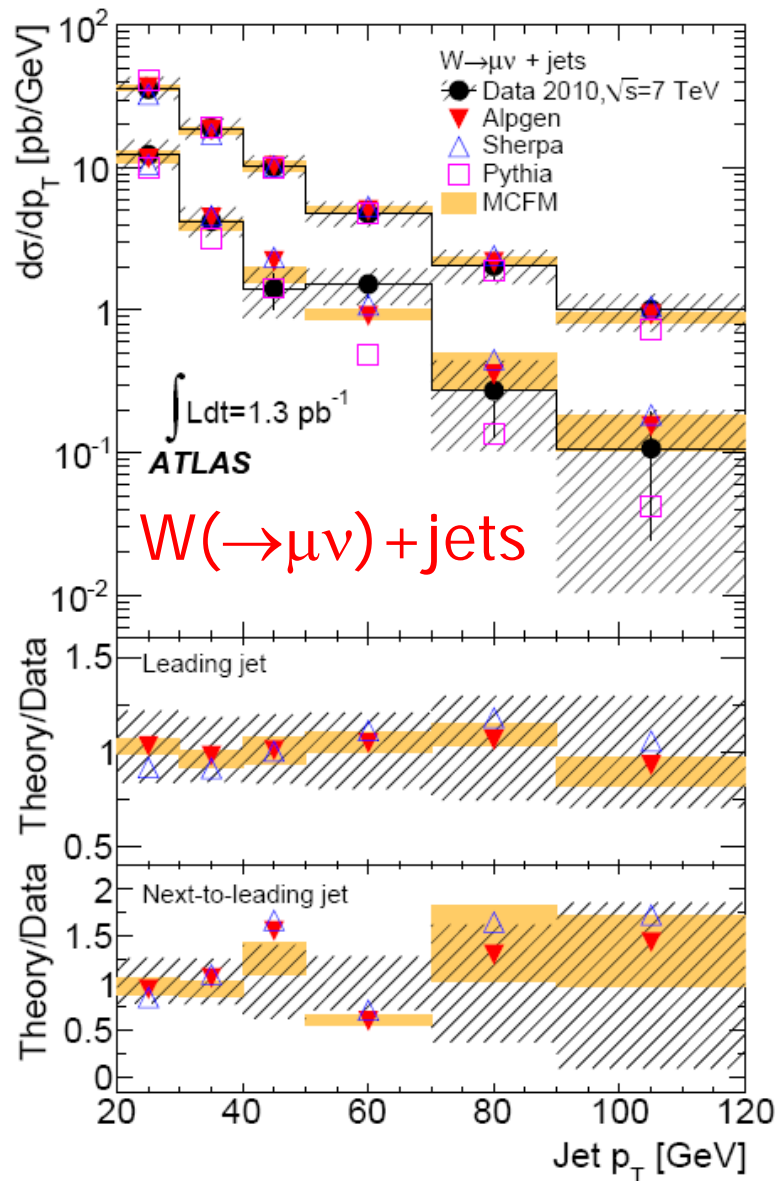 dσ/dp_T [pb/GeV]
10²
10
1
10⁻¹
10⁻²
W→μν + jets
Data 2010,√s=7 TeV
Alpgen
Sherpa
Pythia
MCFM
∫ Ldt=1.3 pb⁻¹
ATLAS
W(→μν)+jets
Theory/Data
1.5
1
0.5
Leading jet
Theory/Data
2
1.5
1
0.5
0
Next-to-leading jet
20 40 60 80 100 120
Jet p_T [GeV]